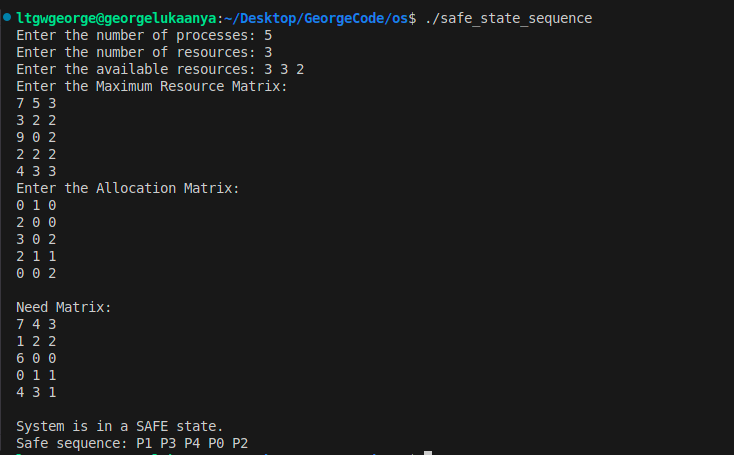 ltgwgeorge@georgelukaanya:~/Desktop/GeorgeCode/os$ ./safe_state_sequence
Enter the number of processes: 5
Enter the number of resources: 3
Enter the available resources: 3 3 2
Enter the Maximum Resource Matrix:
7 5 3
3 2 2
9 0 2
2 2 2
4 3 3
Enter the Allocation Matrix:
0 1 0
2 0 0
3 0 2
2 1 1
0 0 2
Need Matrix:
7 4 3
1 2 2
6 0 0
0 1 1
4 3 1
System is in a SAFE state.
Safe sequence: P1 P3 P4 P0 P2